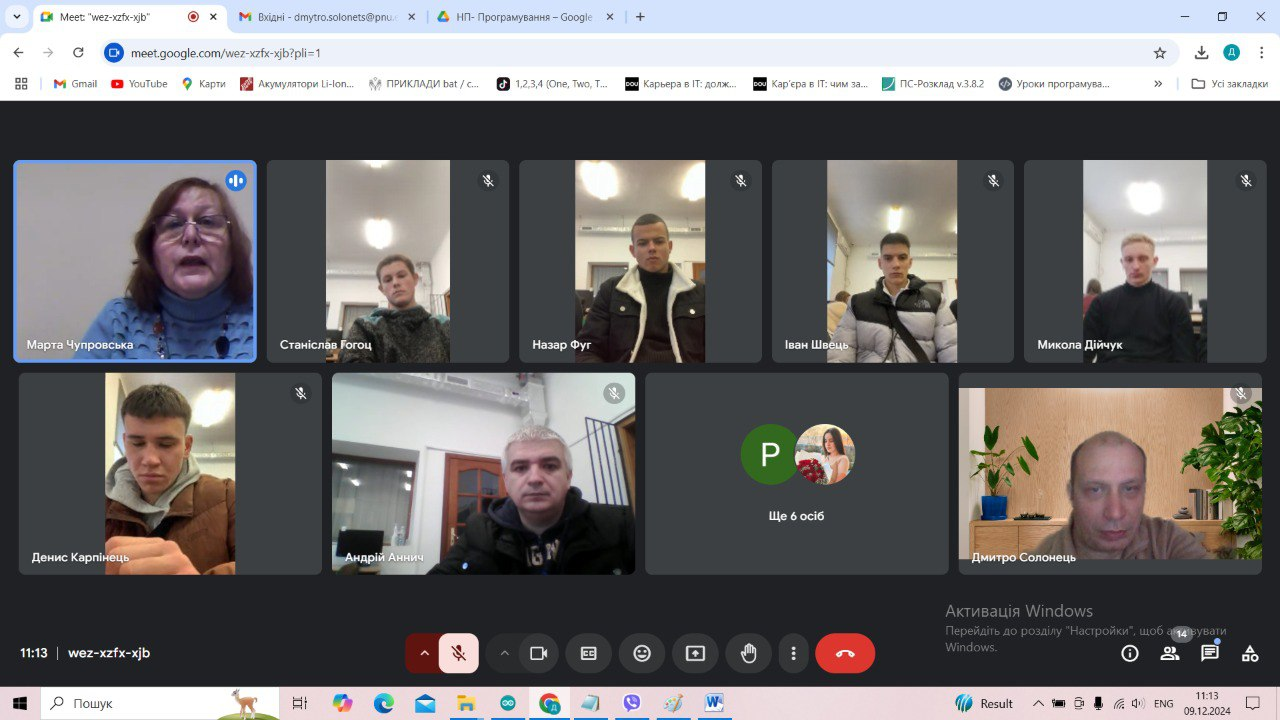 Meet: "wez-xzfx-xjb"
Вхідні - dmytro.solonets@pnu.e
НП- Програмування – Google
meet.google.com/wez-xzfx-xjb?pli=1
Д
Gmail
YouTube
Карти
Акумулятори Li-Ion...
ПРИКЛАДИ
1,2,3,4 (One, Two, T...
DOU
Карьера в IT: долж...
DOU
Кар'єра в IT: чим за...
ПС-Розклад v.3.8.2
Уроки програмува...
Усі закладки
Марта Чупровська
Станіслав Гогоц
Назар Фуг
Іван Швець
Микола Дійчук
Денис Карпінець
Андрій Аннич
P
Ще 6 осіб
Дмитро Солонець
Активація Windows
Перейдіть до розділу "Настройки", щоб активувати
Windows.
11:13 | wez-xzfx-xjb
14
Пошук
Result
ENG
11:13
09.12.2024